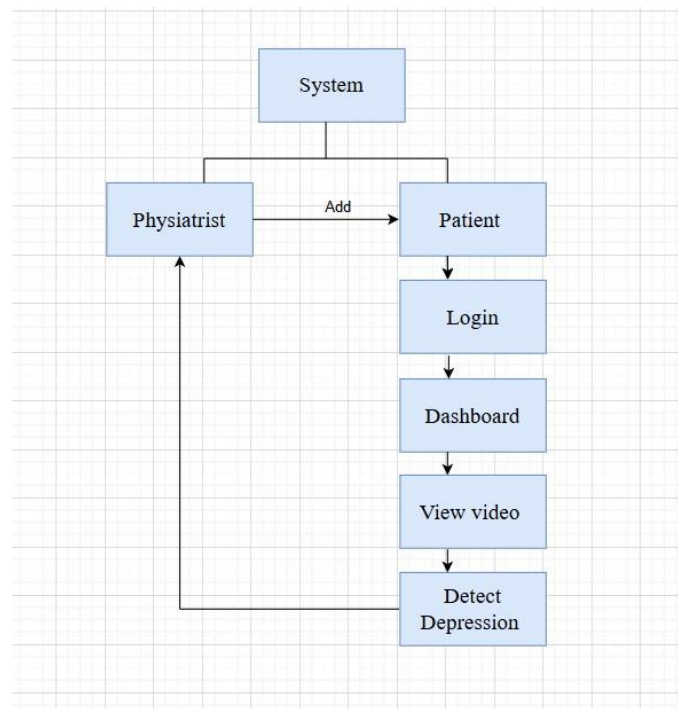 System
Physiatrist
Add
Patient
Login
Dashboard
View video
Detect
Depression